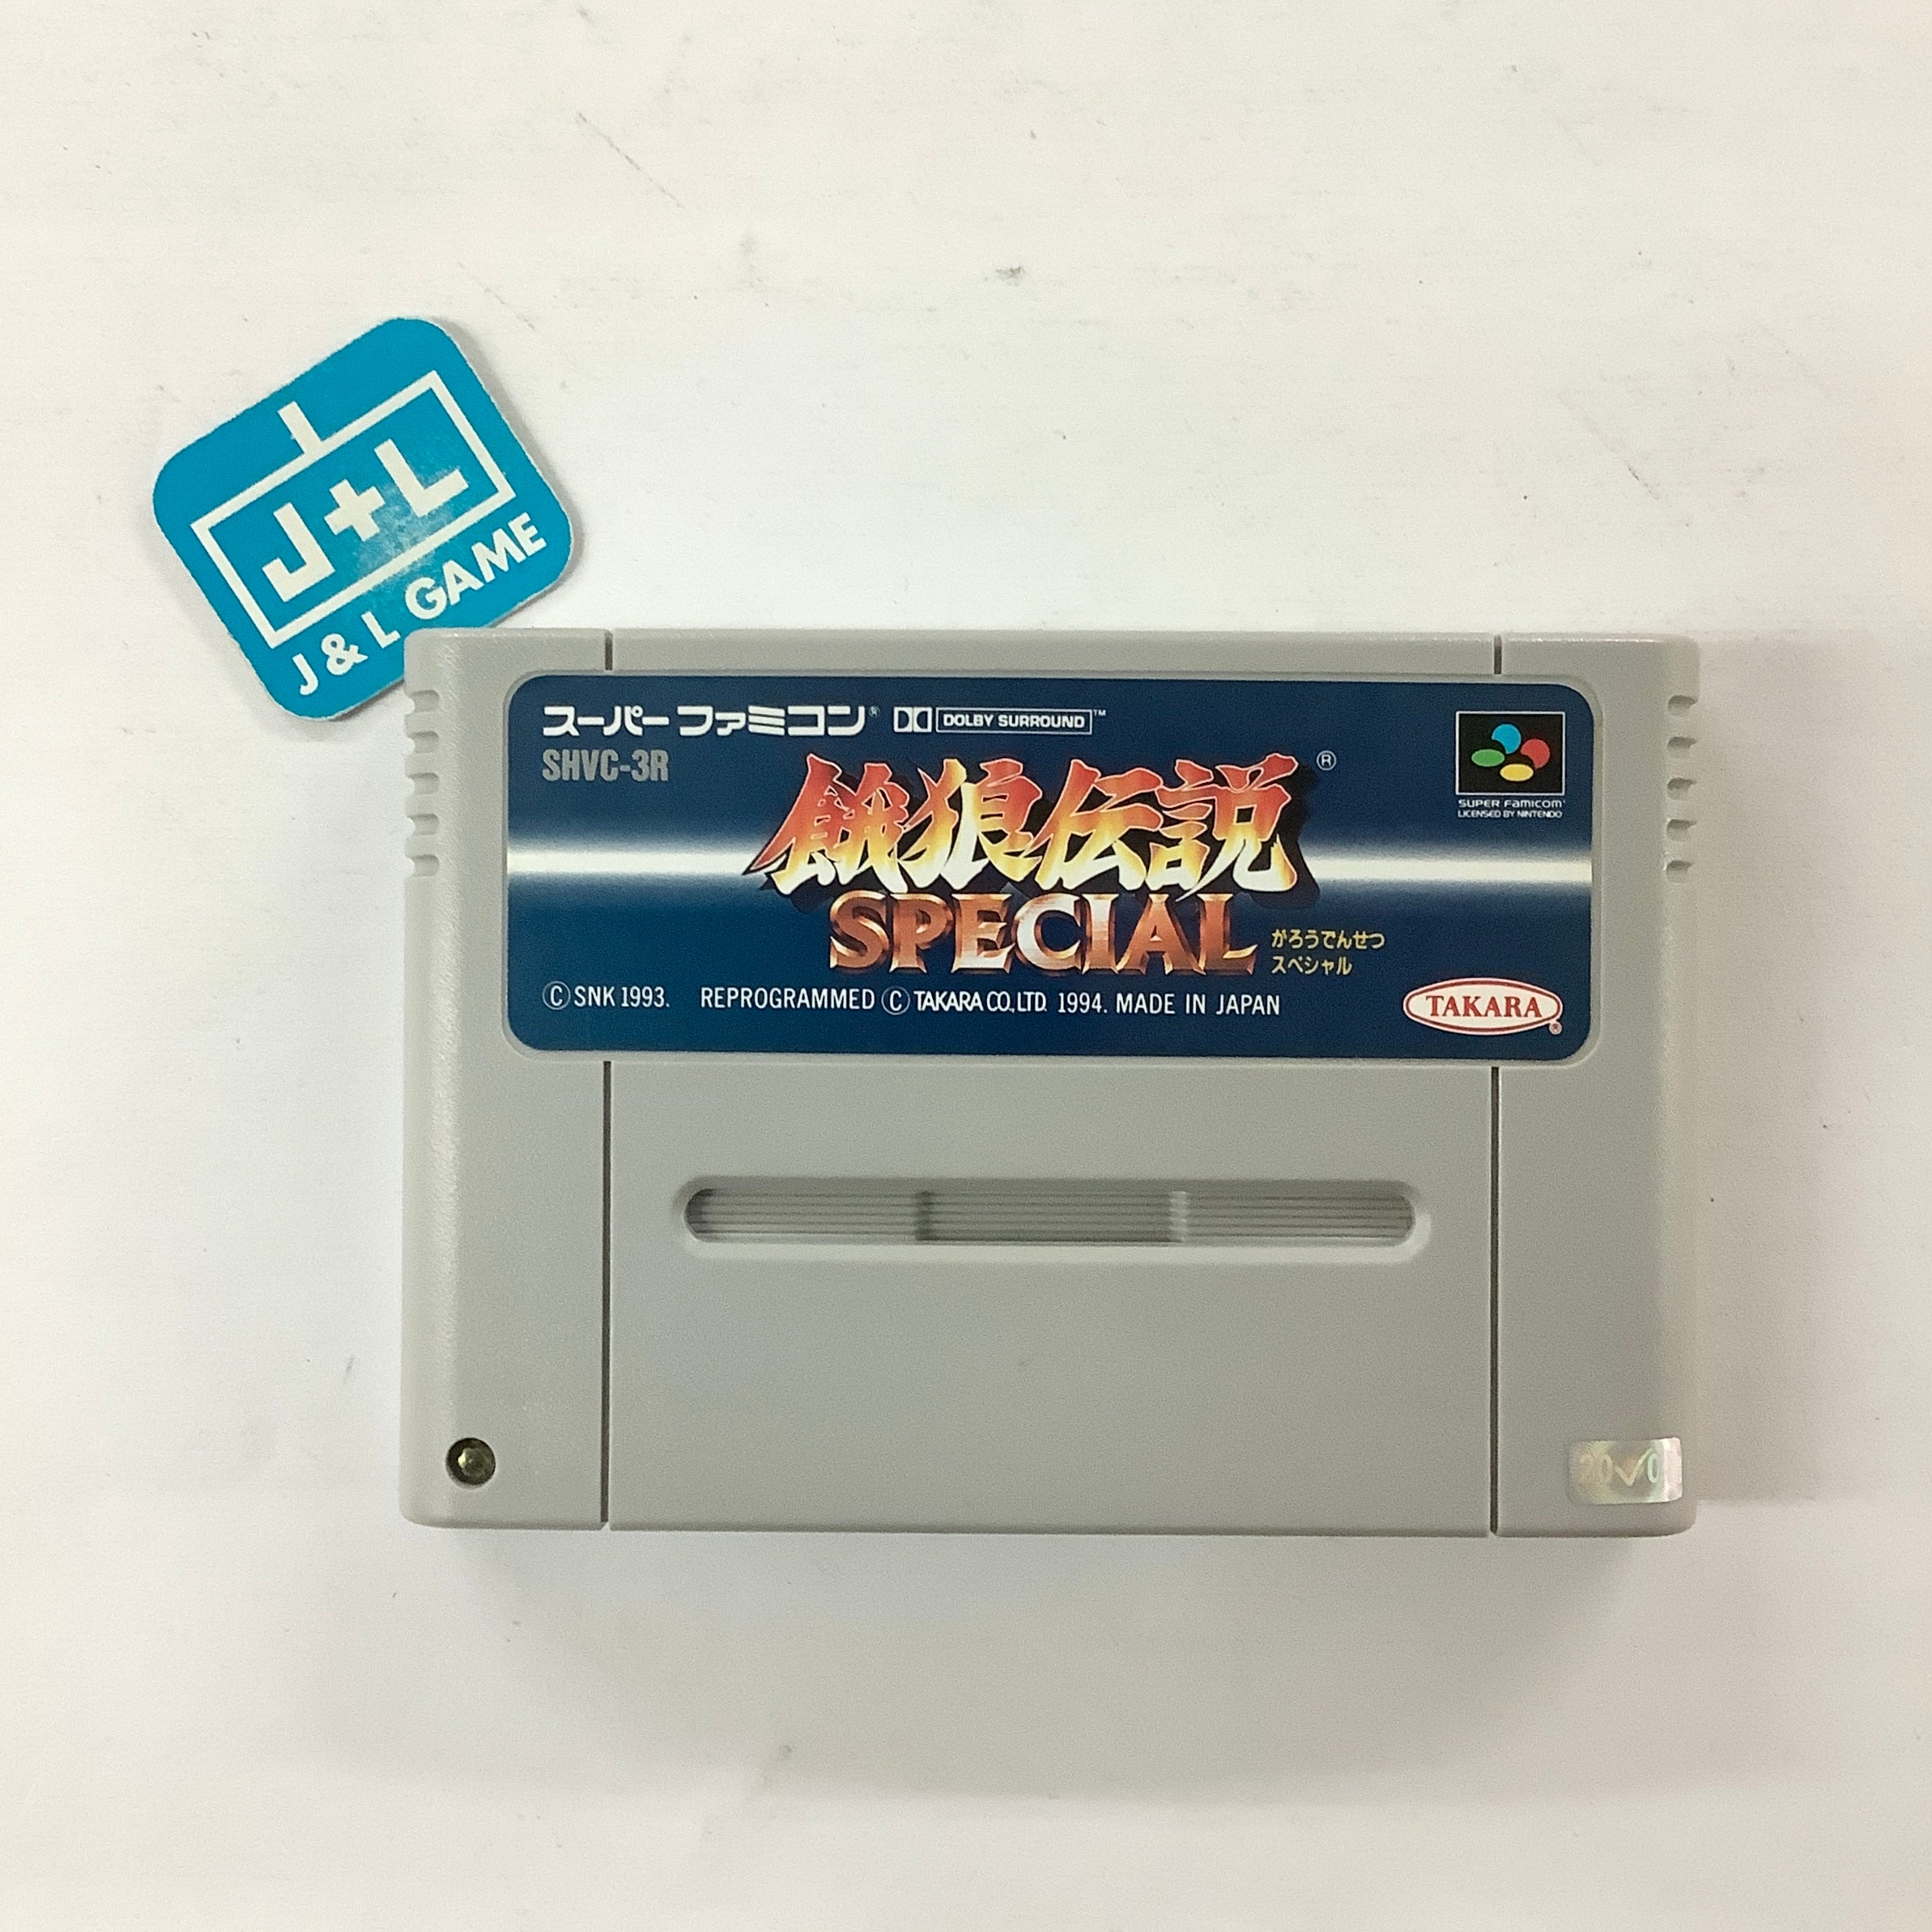 J+L
J & L GAME
スーパーファミコン® DOLBY SURROUND™
SHVC-3R
餓狼伝説®
SPECIAL
がろうでんせつ
スペシャル
SUPER Famicom
LICENSED BY NINTENDO
© SNK 1993. REPROGRAMMED © TAKARA CO., LTD. 1994. MADE IN JAPAN
TAKARA®